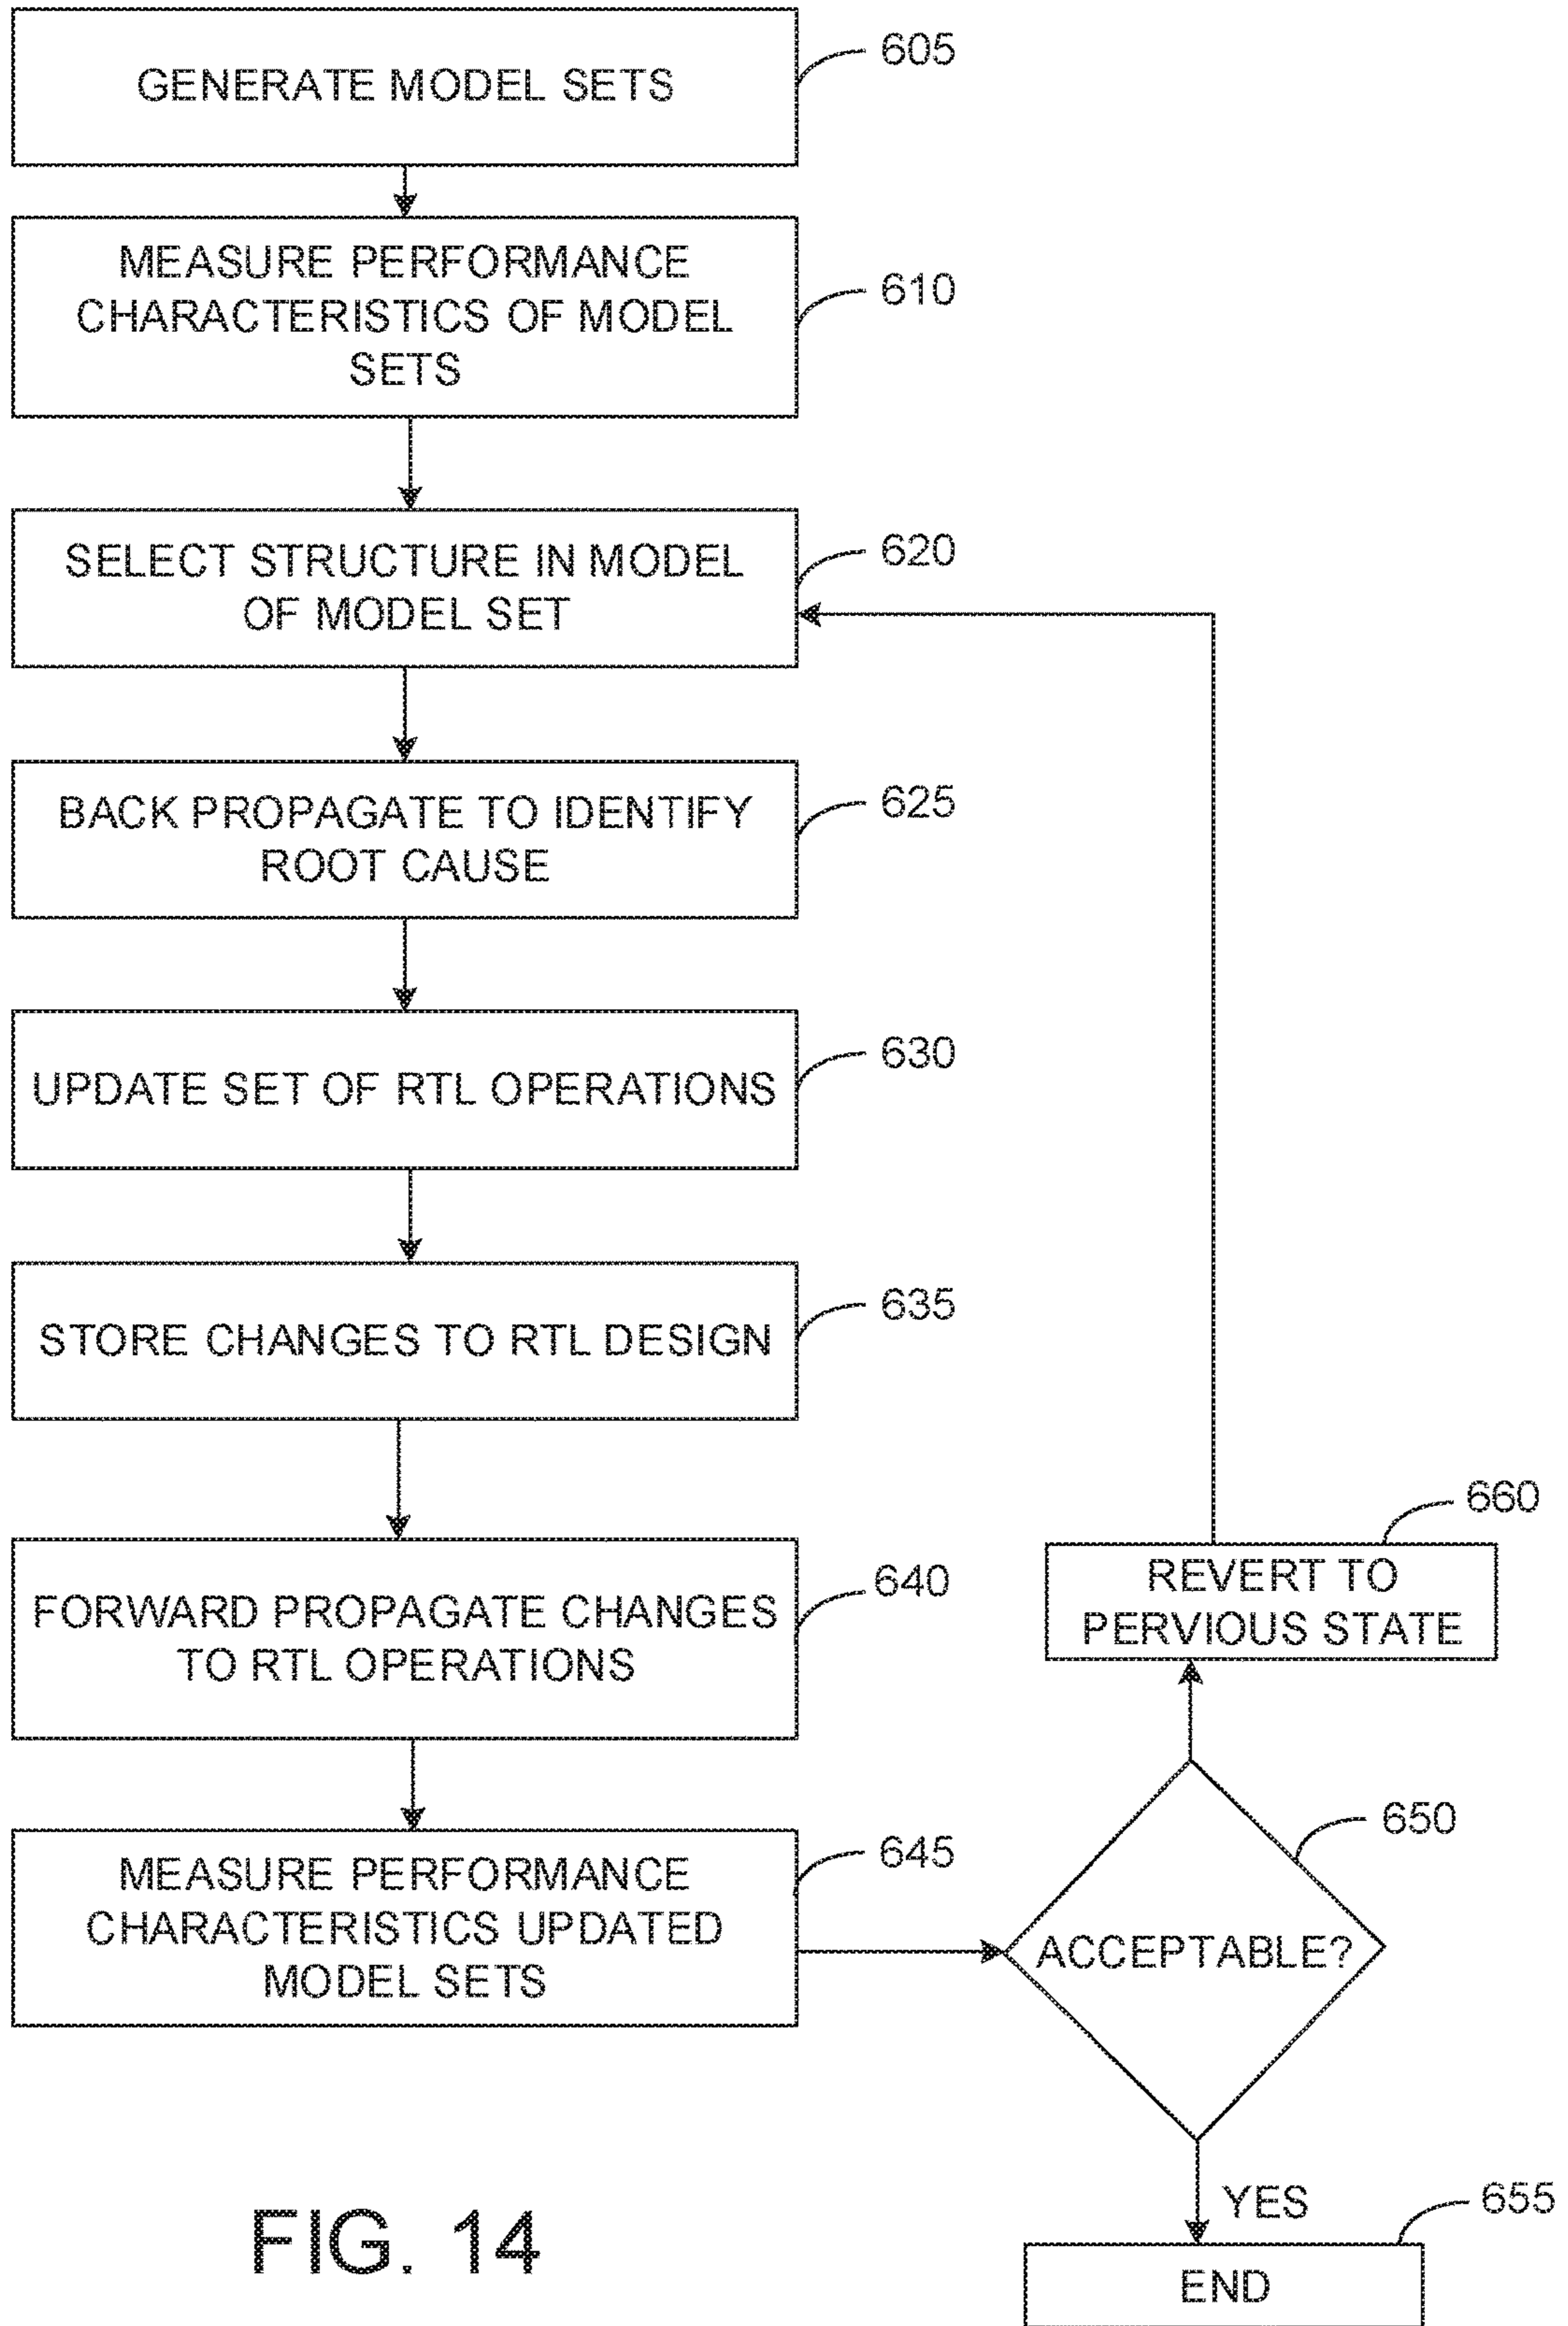 GENERATE MODEL SETS
605
MEASURE PERFORMANCE
CHARACTERISTICS OF MODEL
SETS
610
SELECT STRUCTURE IN MODEL
OF MODEL SET
620
BACK PROPAGATE TO IDENTIFY
ROOT CAUSE
625
UPDATE SET OF RTL OPERATIONS
630
STORE CHANGES TO RTL DESIGN
635
FORWARD PROPAGATE CHANGES
TO RTL OPERATIONS
640
MEASURE PERFORMANCE
CHARACTERISTICS UPDATED
MODEL SETS
645
ACCEPTABLE?
650
REVERT TO
PERVIOUS STATE
660
YES
END
655
FIG. 14